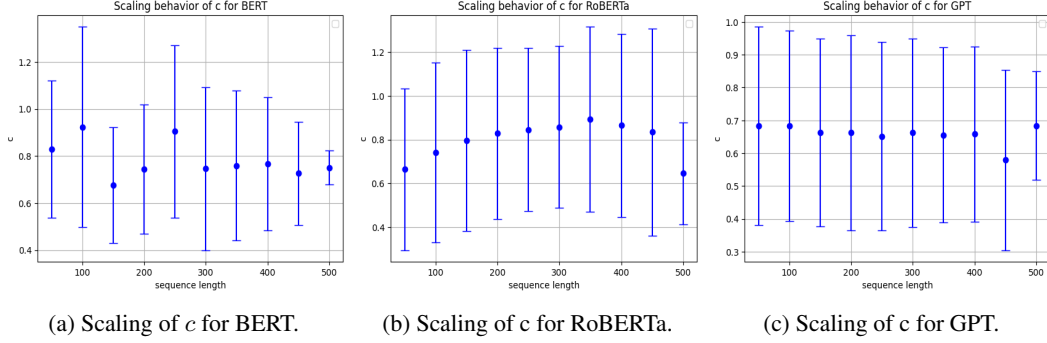 Scaling behavior of c for BERT
1.2
1.0
0.8
0.6
0.4
c
100
200
300
400
500
sequence length
(a) Scaling of c for BERT.
Scaling behavior of c for RoBERTa
1.2
1.0
0.8
0.6
0.4
c
100
200
300
400
500
sequence length
(b) Scaling of c for RoBERTa.
Scaling behavior of c for GPT
1.0
0.9
0.8
0.7
0.6
0.5
0.4
0.3
c
100
200
300
400
500
sequence length
(c) Scaling of c for GPT.